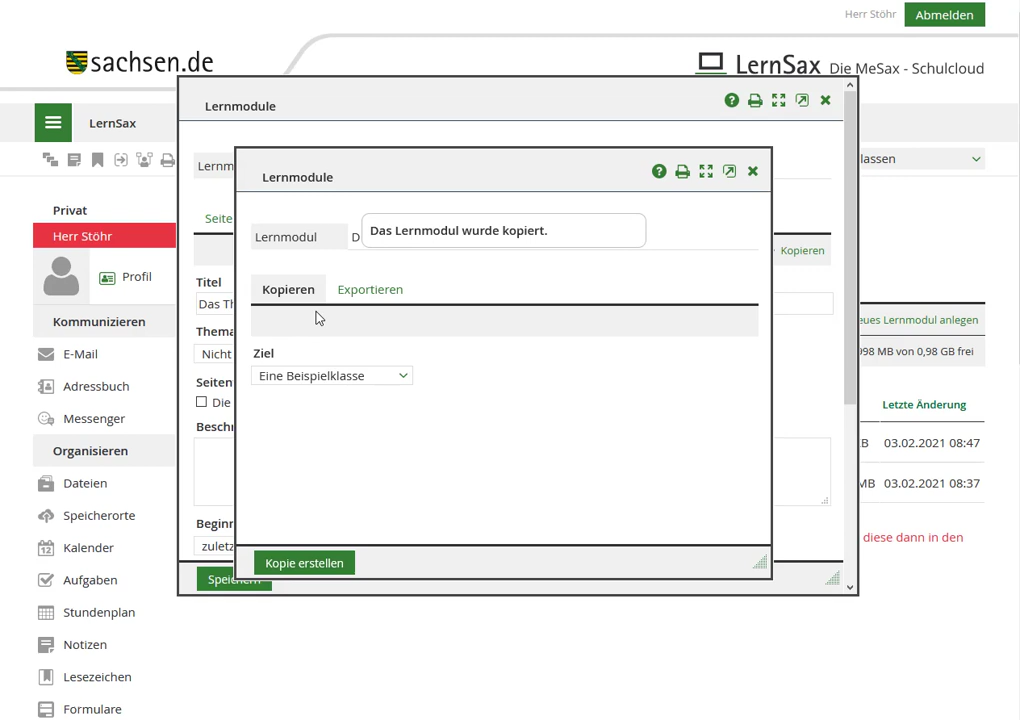 Herr Stöhr
Abmelden
sachsen.de
LernSax Die MeSax - Schulcloud
LernSax
Lernmodule
lassen
Privat
Herr Stöhr
Profil
Kommunizieren
E-Mail
Adressbuch
Messenger
Organisieren
Dateien
Speicherorte
Kalender
12
Aufgaben
Stundenplan
Notizen
Lesezeichen
Formulare
Lernm
Seite
Kopieren
Titel
Das Th
Thema
Nicht
Seiten
Die
Beschr
Beginn
zuletz
Speichern
Lernmodule
Lernmodul
D
Das Lernmodul wurde kopiert.
Kopieren
Exportieren
Ziel
Eine Beispielklasse
Kopie erstellen
eues Lernmodul anlegen
998 MB von 0,98 GB frei
Letzte Änderung
B 03.02.2021 08:47
MB 03.02.2021 08:37
diese dann in den